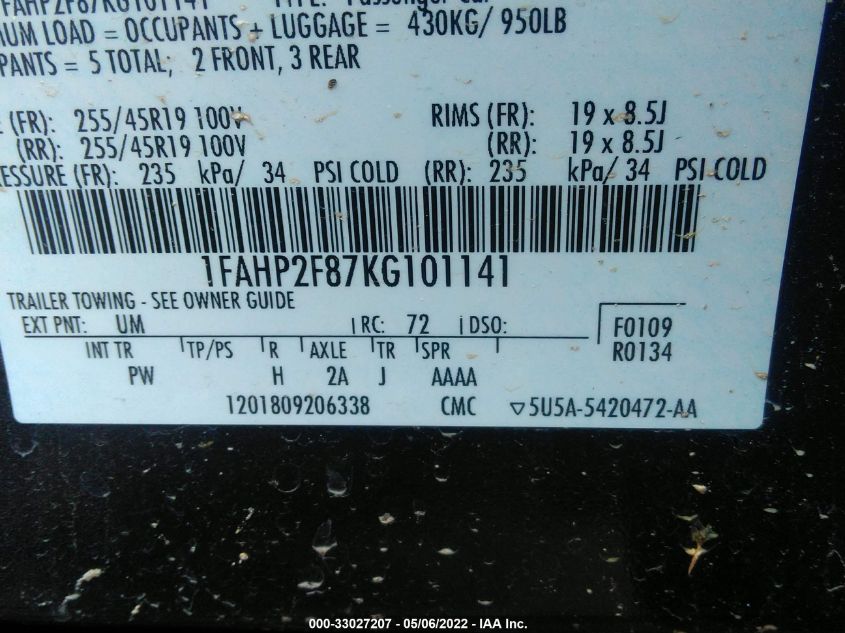 1FAHP2F87KG101141 TYPE: Passenger Car
MUM LOAD = OCCUPANTS + LUGGAGE = 430KG/ 950LB
PANTS = 5 TOTAL; 2 FRONT, 3 REAR
(FR): 255/45R19 100V RIMS (FR): 19 x 8.5J
(RR): 255/45R19 100V (RR): 19 x 8.5J
ESSURE (FR): 235 kPa/ 34 PSI COLD (RR): 235 kPa/ 34 PSI COLD
1FAHP2F87KG101141
TRAILER TOWING - SEE OWNER GUIDE
EXT PNT: UM RC: 72 DSO: F0109
INT TR TP/PS R AXLE TR SPR R0134
PW H 2A J AAAA
1201809206338 CMC ▽5U5A-5420472-AA
000-33027207 - 05/06/2022 - IAA Inc.